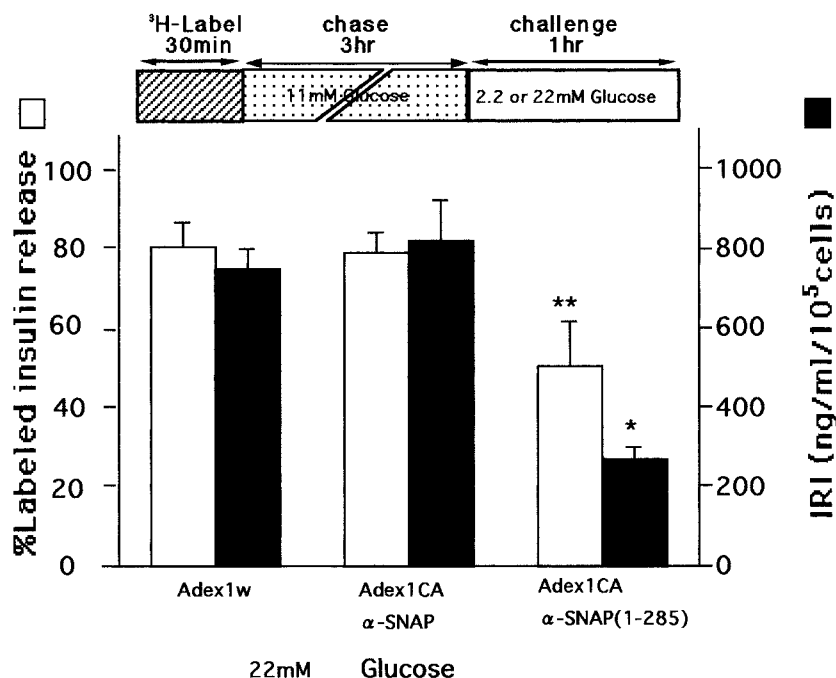 ³H-Label chase challenge
30min 3hr 1hr
11mM Glucose 2.2 or 22mM Glucose
%Labeled insulin release
100
80
60
40
20
0
**
*
1000
800
600
400
200
0
IRI (ng/ml/10⁵cells)
Adex1w Adex1CA Adex1CA
α-SNAP α-SNAP(1-285)
22mM Glucose